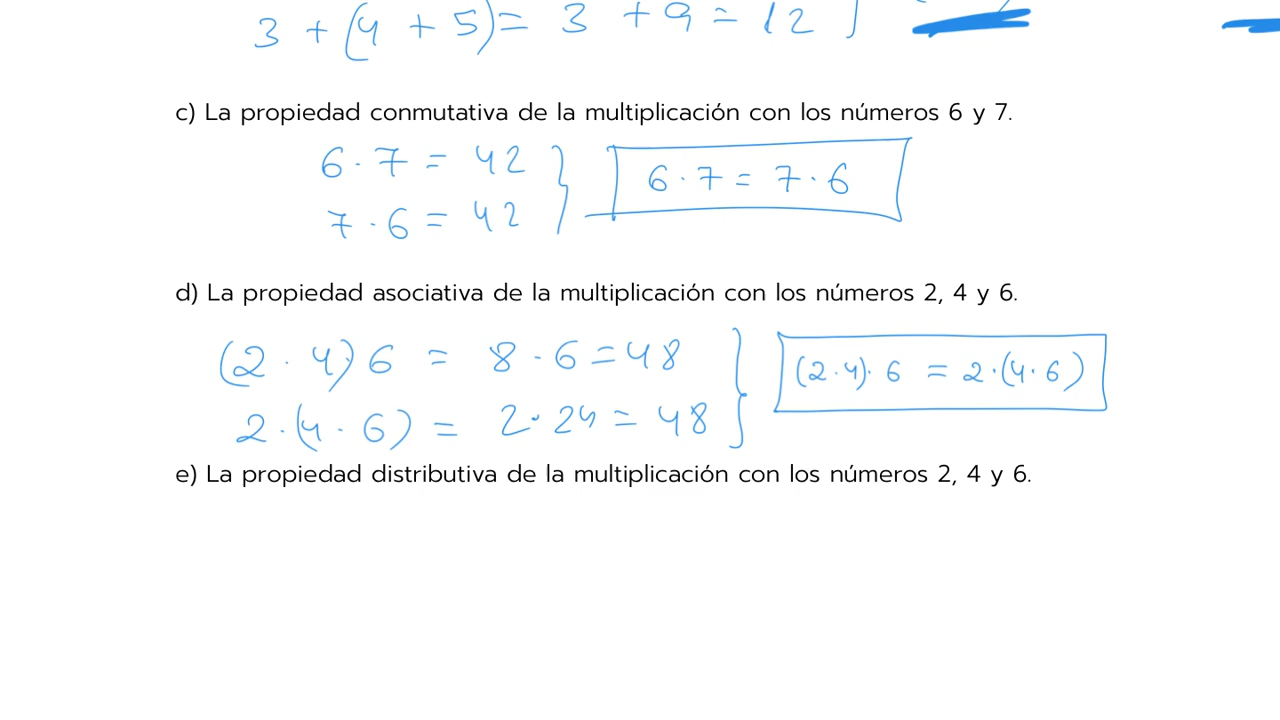 3 + (4 + 5) = 3 + 9 = 12
c) La propiedad conmutativa de la multiplicación con los números 6 y 7.
6 · 7 = 42
7 · 6 = 42
6 · 7 = 7 · 6
d) La propiedad asociativa de la multiplicación con los números 2, 4 y 6.
(2 · 4) · 6 = 8 · 6 = 48
2 · (4 · 6) = 2 · 24 = 48
(2 · 4) · 6 = 2 · (4 · 6)
e) La propiedad distributiva de la multiplicación con los números 2, 4 y 6.